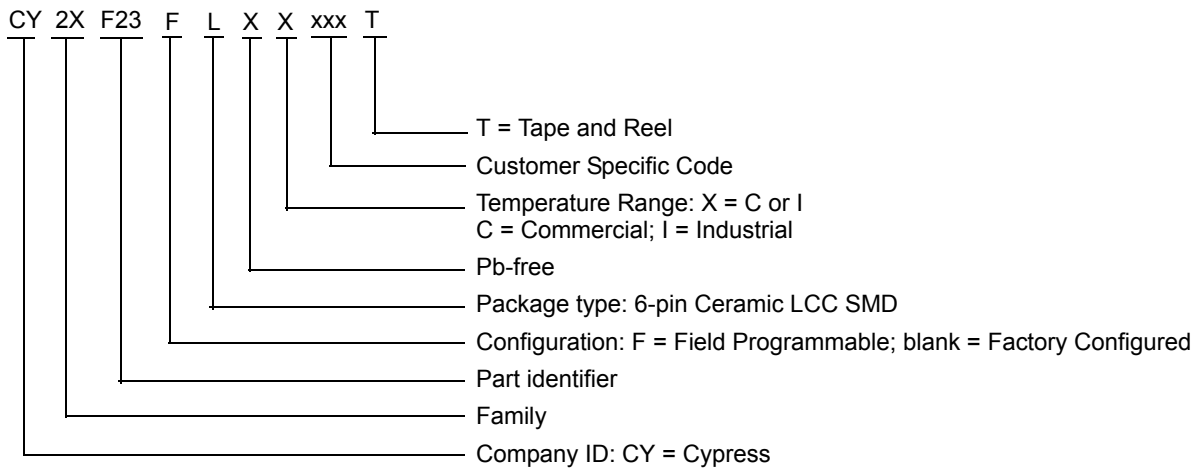 CY 2X F23 F L X X xxx T
T = Tape and Reel
Customer Specific Code
Temperature Range: X = C or I
C = Commercial; I = Industrial
Pb-free
Package type: 6-pin Ceramic LCC SMD
Configuration: F = Field Programmable; blank = Factory Configured
Part identifier
Family
Company ID: CY = Cypress